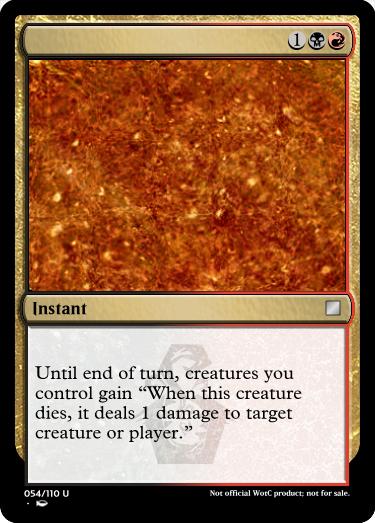 1
Instant
Until end of turn, creatures you
control gain “When this creature
dies, it deals 1 damage to target
creature or player.”
054/110 U
Not official WotC product; not for sale.